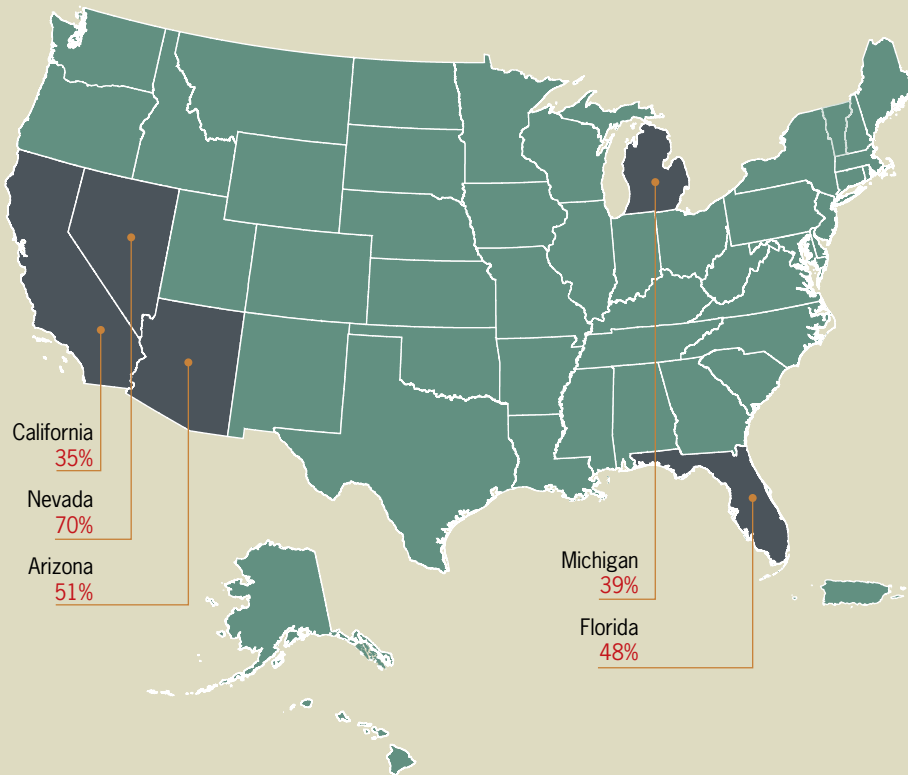 California
35%
Nevada
70%
Arizona
51%
Michigan
39%
Florida
48%